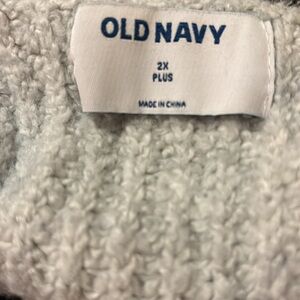 OLD NAVY
2X
PLUS
MADE IN CHINA